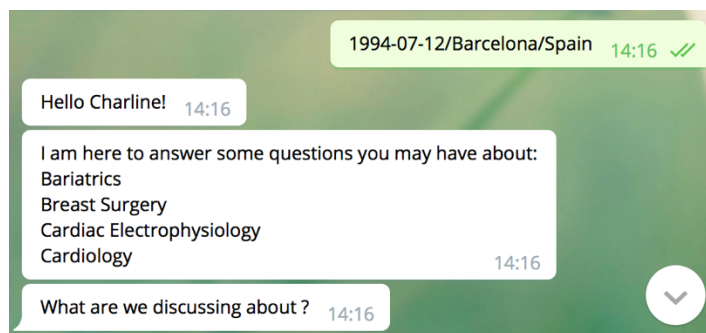 1994-07-12/Barcelona/Spain 14:16
Hello Charline! 14:16
I am here to answer some questions you may have about:
Bariatrics
Breast Surgery
Cardiac Electrophysiology
Cardiology 14:16
What are we discussing about ? 14:16